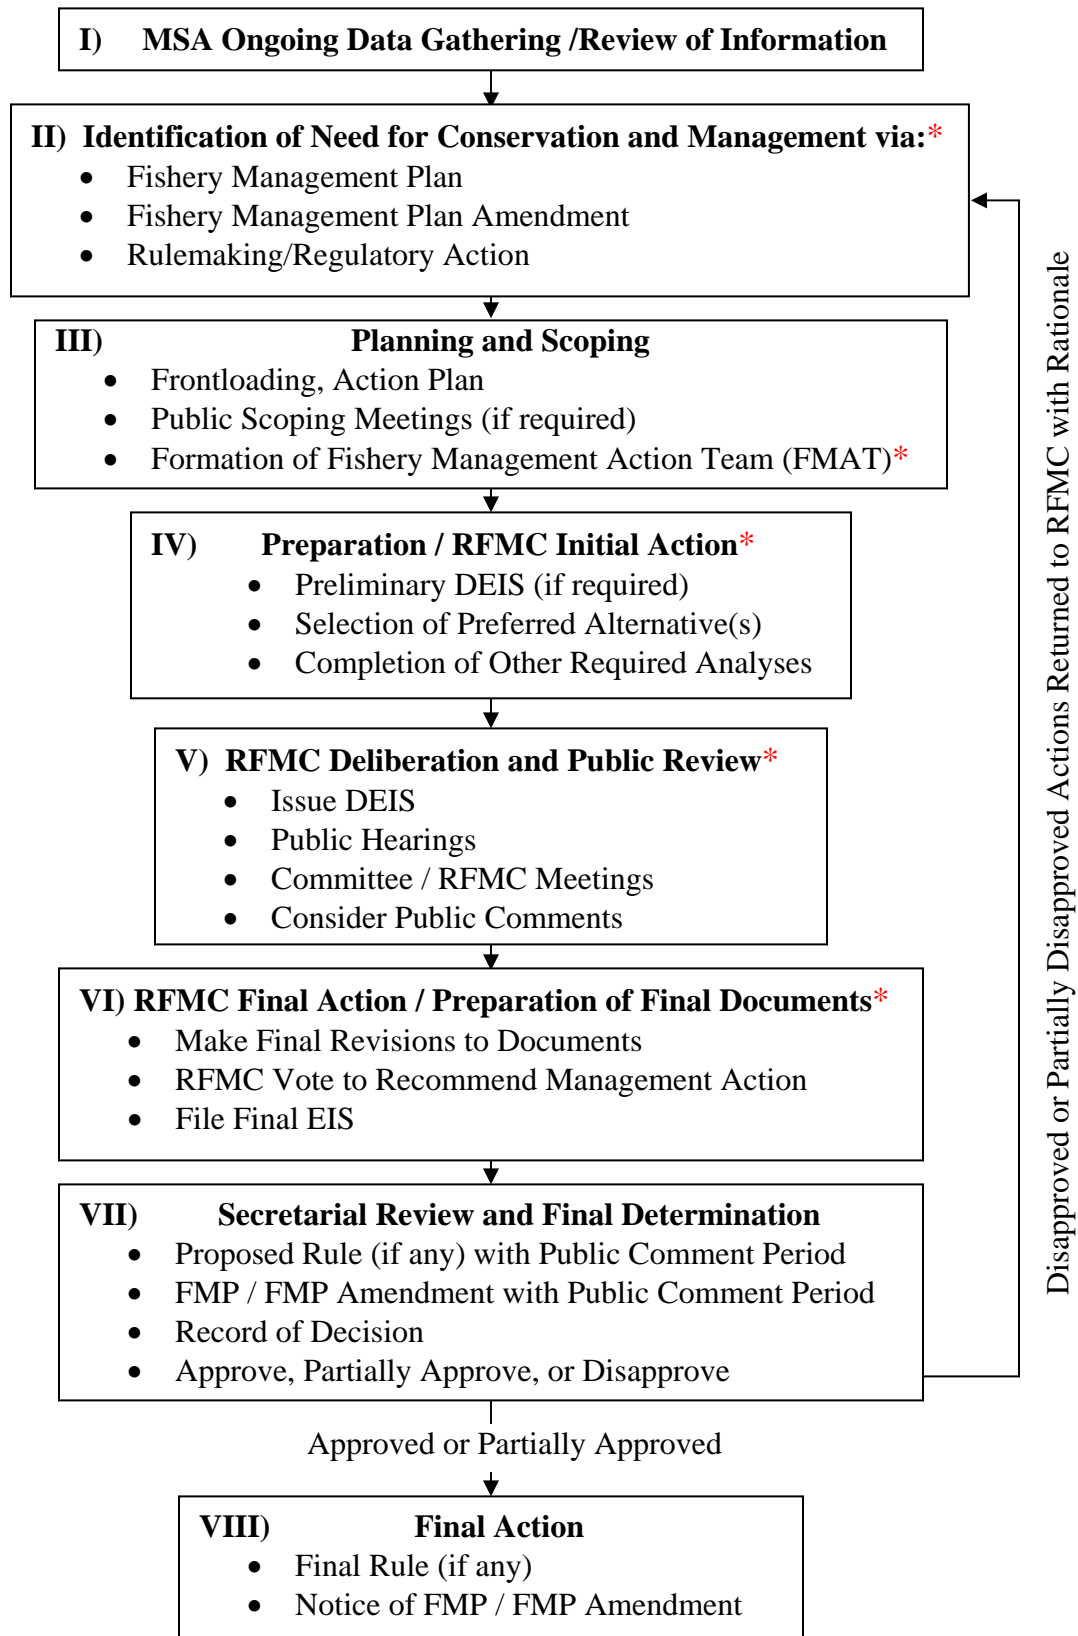 I) MSA Ongoing Data Gathering /Review of Information
II) Identification of Need for Conservation and Management via:*
• Fishery Management Plan
• Fishery Management Plan Amendment
• Rulemaking/Regulatory Action
III) Planning and Scoping
• Frontloading, Action Plan
• Public Scoping Meetings (if required)
• Formation of Fishery Management Action Team (FMAT)*
IV) Preparation / RFMC Initial Action*
• Preliminary DEIS (if required)
• Selection of Preferred Alternative(s)
• Completion of Other Required Analyses
V) RFMC Deliberation and Public Review*
• Issue DEIS
• Public Hearings
• Committee / RFMC Meetings
• Consider Public Comments
VI) RFMC Final Action / Preparation of Final Documents*
• Make Final Revisions to Documents
• RFMC Vote to Recommend Management Action
• File Final EIS
VII) Secretarial Review and Final Determination
• Proposed Rule (if any) with Public Comment Period
• FMP / FMP Amendment with Public Comment Period
• Record of Decision
• Approve, Partially Approve, or Disapprove
Approved or Partially Approved
VIII) Final Action
• Final Rule (if any)
• Notice of FMP / FMP Amendment
Disapproved or Partially Disapproved Actions Returned to RFMC with Rationale